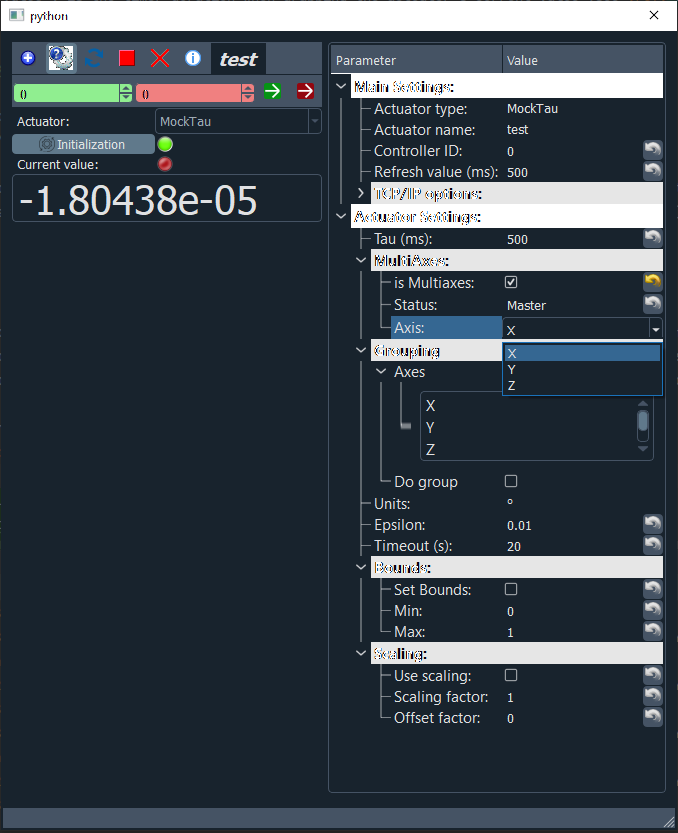 python
test
0
0
Actuator:
MockTau
Initialization
Current value:
-1.80438e-05
Parameter
Value
Main Settings:
Actuator type:
MockTau
Actuator name:
test
Controller ID:
0
Refresh value (ms):
500
TCP/IP options:
Actuator Settings:
Tau (ms):
500
MultiAxes:
is Multiaxes:
Status:
Master
Axis:
X
X
Y
Z
Grouping
Axes
X
Y
Z
Do group
Units:
°
Epsilon:
0.01
Timeout (s):
20
Bounds:
Set Bounds:
Min:
0
Max:
1
Scaling:
Use scaling:
Scaling factor:
1
Offset factor:
0